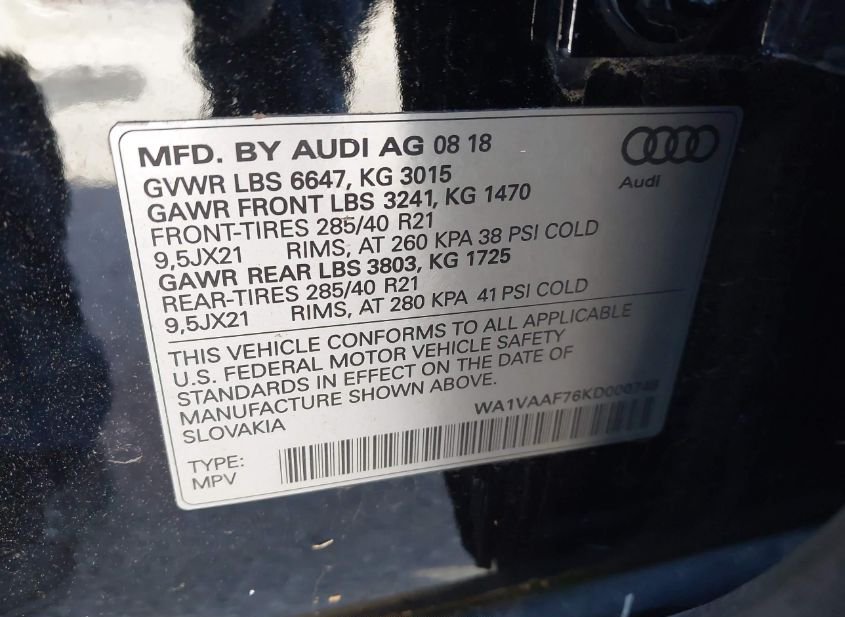 MFD. BY AUDI AG 08 18
GVWR LBS 6647, KG 3015
GAWR FRONT LBS 3241, KG 1470
FRONT-TIRES 285/40 R21
9,5JX21 RIMS, AT 260 KPA 38 PSI COLD
GAWR REAR LBS 3803, KG 1725
REAR-TIRES 285/40 R21
9,5JX21 RIMS, AT 280 KPA 41 PSI COLD
Audi
THIS VEHICLE CONFORMS TO ALL APPLICABLE
U.S. FEDERAL MOTOR VEHICLE SAFETY
STANDARDS IN EFFECT ON THE DATE OF
MANUFACTURE SHOWN ABOVE.
SLOVAKIA
WA1VAAF76KD000748
TYPE:
MPV